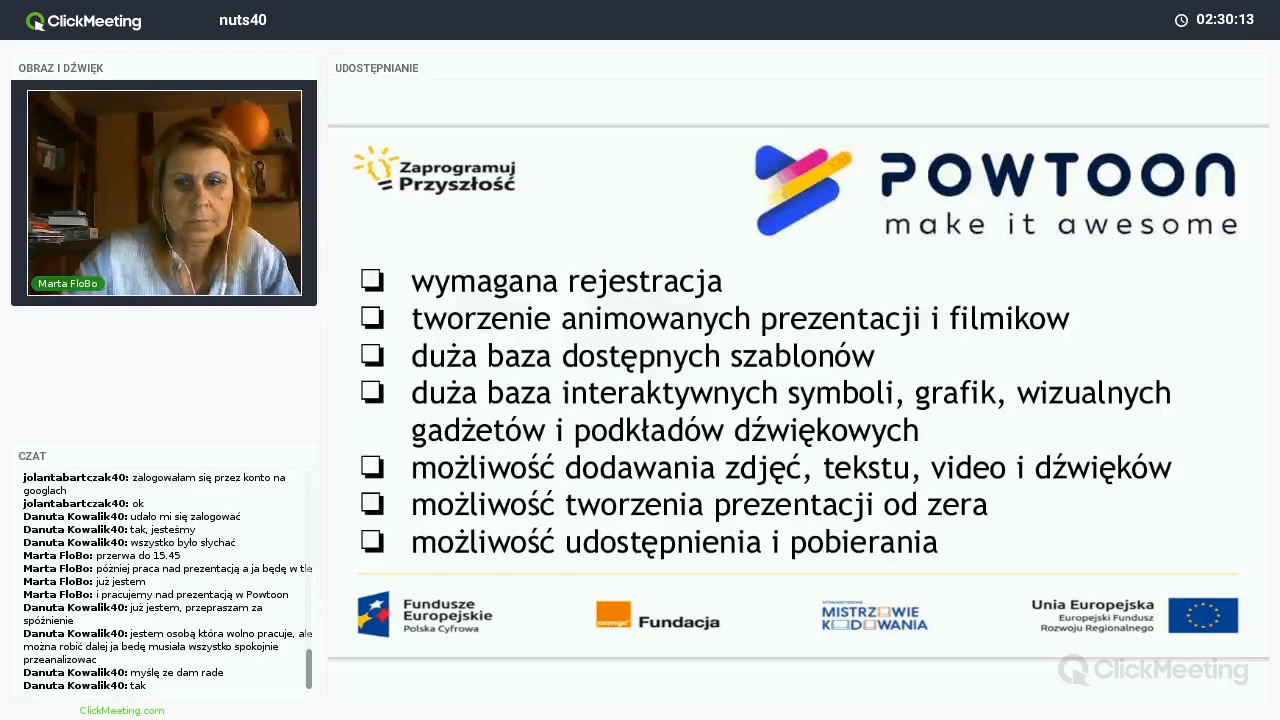 ClickMeeting
nuts40
02:30:13
OBRAZ I DŹWIĘK
UDOSTĘPNIANIE
Marta FloBo
Zaprogramuj
Przyszłość
POWTOON
make it awesome
wymagana rejestracja
tworzenie animowanych prezentacji i filmikow
duża baza dostępnych szablonów
duża baza interaktywnych symboli, grafik, wizualnych
gadżetów i podkładów dźwiękowych
możliwość dodawania zdjęć, tekstu, video i dźwięków
możliwość tworzenia prezentacji od zera
możliwość udostępnienia i pobierania
Fundusze
Europejskie
Polska Cyfrowa
orange
Fundacja
STOWARZYSZENIE
MISTRZOWIE
KODOWANIA
Unia Europejska
Europejski Fundusz
Rozwoju Regionalnego
ClickMeeting
CZAT
jolantabartczak40: zalogowałam się przez konto na
googlach
jolantabartczak40: ok
Danuta Kowalik40: udało mi się zalogować
Danuta Kowalik40: tak, jesteśmy
Danuta Kowalik40: wszystko było słychać
Marta FloBo: przerwa do 15.45
Marta FloBo: póżniej praca nad prezentacją a ja będę w tle
Marta FloBo: już jestem
Marta FloBo: i pracujemy nad prezentacją w Powtoon
Danuta Kowalik40: już jestem, przepraszam za
spóźnienie
Danuta Kowalik40: jestem osobą która wolno pracuje, ale
można robić dalej ja bedę musiała wszystko spokojnie
przeanalizowac
Danuta Kowalik40: myślę ze dam rade
Danuta Kowalik40: tak
ClickMeeting.com